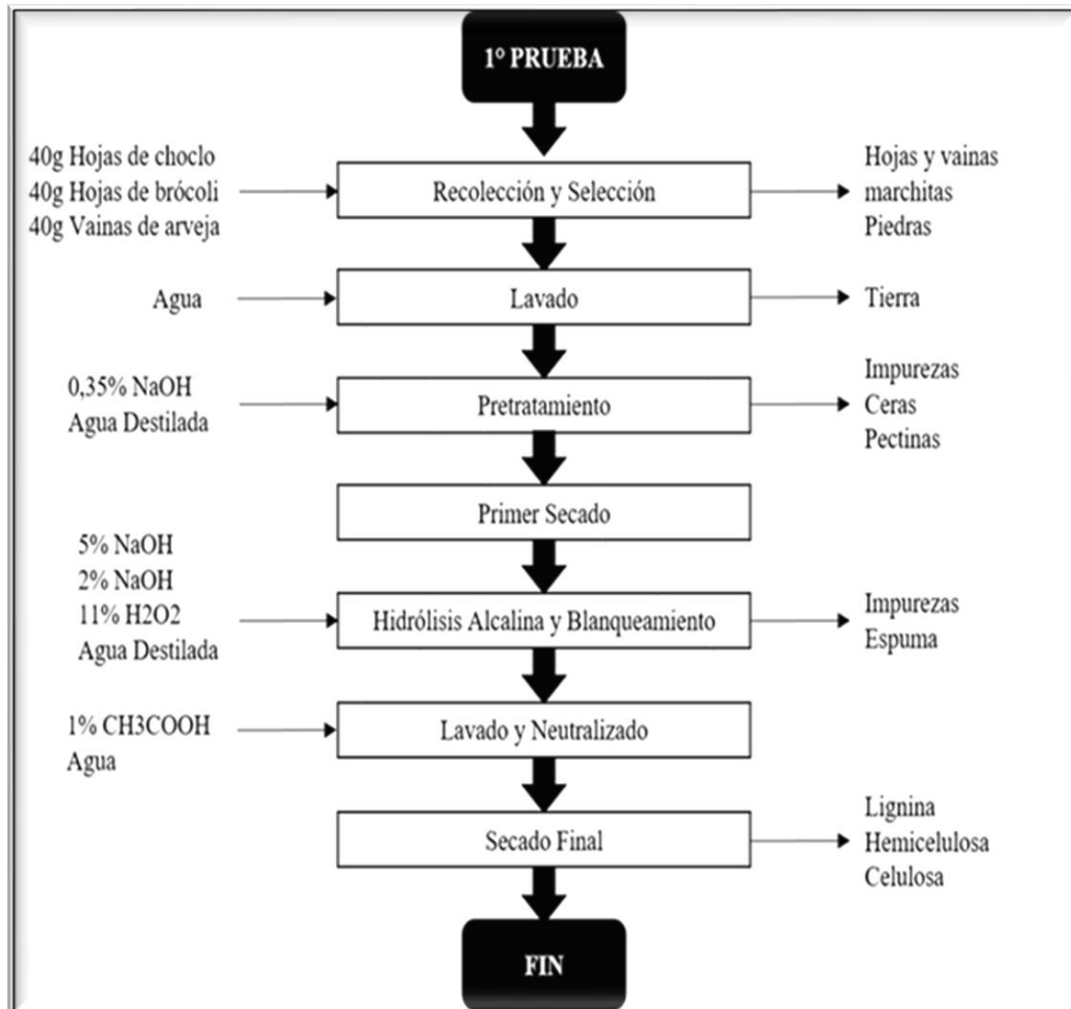 1° PRUEBA
40g Hojas de choclo
40g Hojas de brócoli
40g Vainas de arveja
Recolección y Selección
Hojas y vainas
marchitas
Piedras
Agua
Lavado
Tierra
0,35% NaOH
Agua Destilada
Pretratamiento
Impurezas
Ceras
Pectinas
Primer Secado
5% NaOH
2% NaOH
11% H2O2
Agua Destilada
Hidrólisis Alcalina y Blanqueamiento
Impurezas
Espuma
1% CH3COOH
Agua
Lavado y Neutralizado
Secado Final
Lignina
Hemicelulosa
Celulosa
FIN